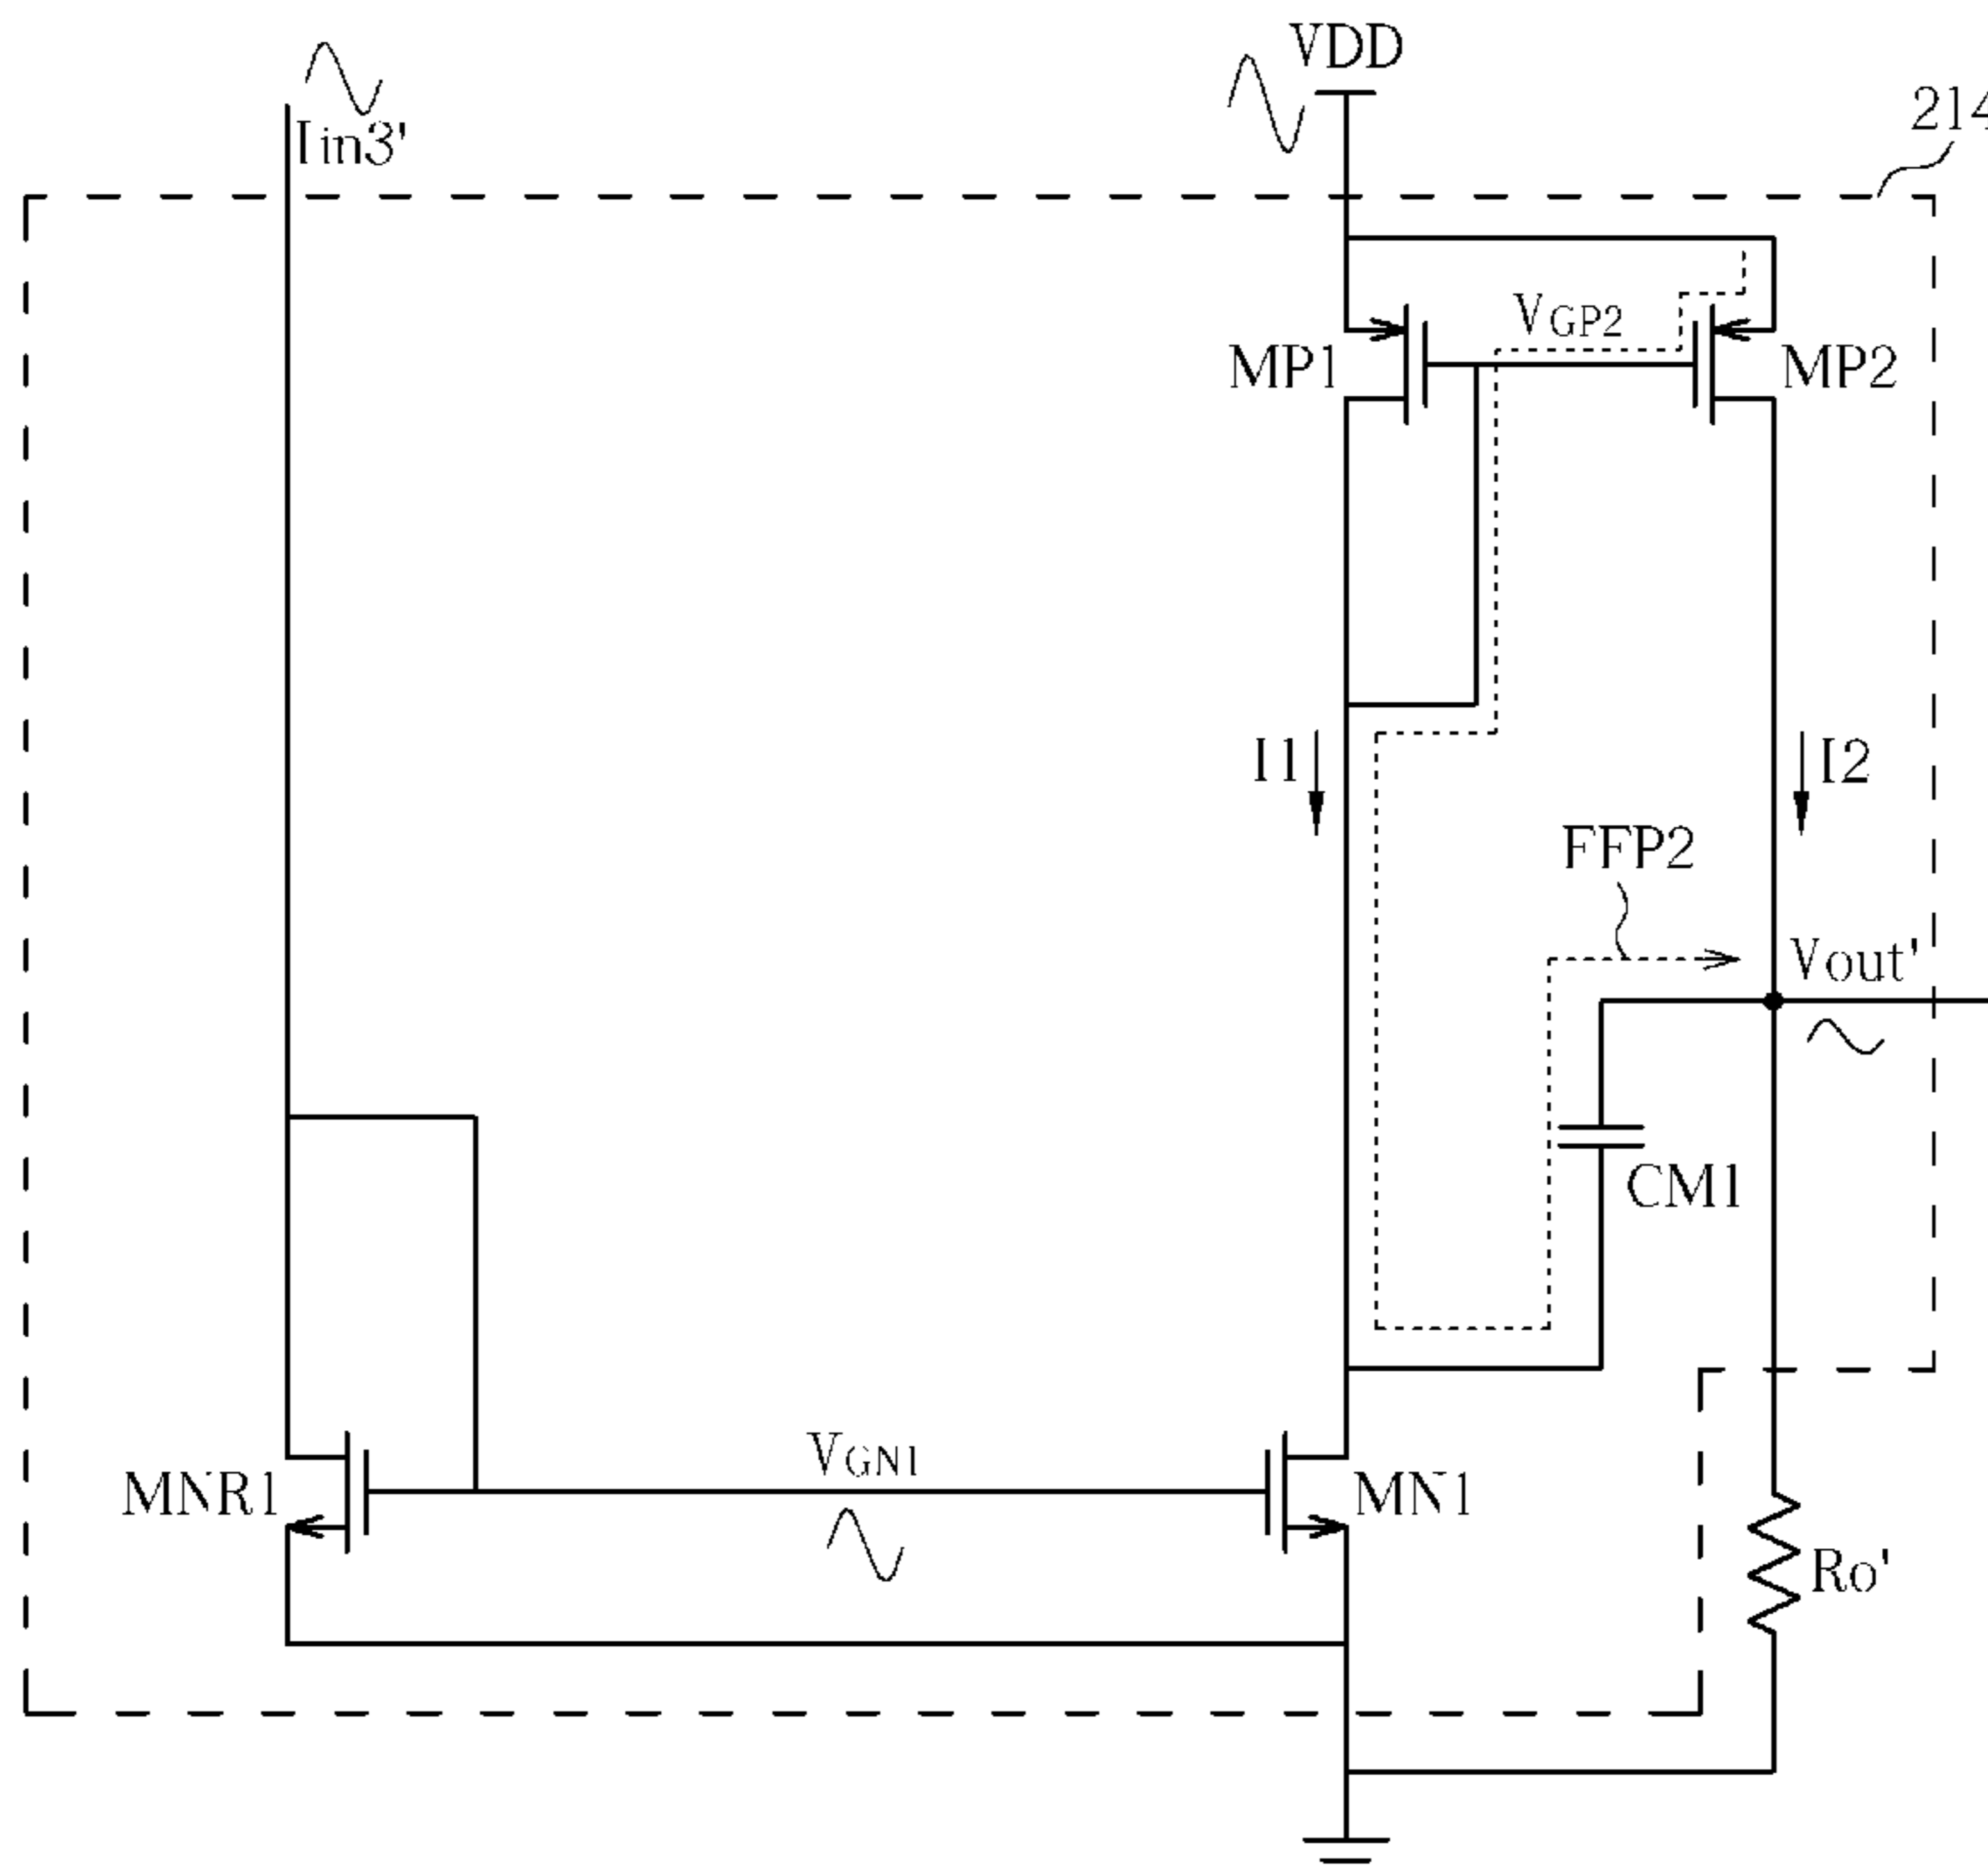 VDD
Iin3'
214
VGP2
MP1
MP2
I1
I2
FFP2
Vout'
CM1
VGN1
MNR1
MN1
Ro'